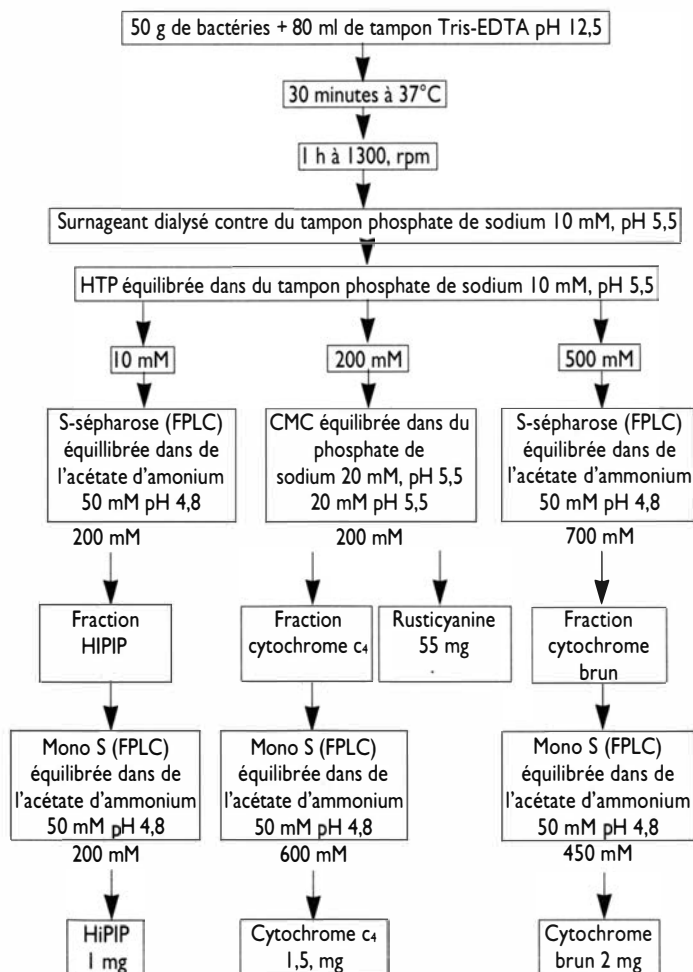 50 g de bactéries + 80 ml de tampon Tris-EDTA pH 12,5
30 minutes à 37°C
1 h à 1300, rpm
Surnageant dialysé contre du tampon phosphate de sodium 10 mM, pH 5,5
HTP équilibrée dans du tampon phosphate de sodium 10 mM, pH 5,5
10 mM
200 mM
500 mM
S-sépharose (FPLC)
équillibrée dans de
l'acétate d'amonium
50 mM pH 4,8
200 mM
CMC équilibrée dans du
phosphate de
sodium 20 mM, pH 5,5
20 mM pH 5,5
200 mM
S-sépharose (FPLC)
équilibrée dans de
l'acétate d'ammonium
50 mM pH 4,8
700 mM
Fraction
HIPIP
Fraction
cytochrome c₄
Rusticyanine
55 mg
Fraction
cytochrome
brun
Mono S (FPLC)
équilibrée dans de
l'acétate d'ammonium
50 mM pH 4,8
200 mM
Mono S (FPLC)
équilibrée dans de
l'acétate d'ammonium
50 mM pH 4,8
600 mM
Mono S (FPLC)
équilibrée dans de
l'acétate d'ammonium
50 mM pH 4,8
450 mM
HiPIP
1 mg
Cytochrome c₄
1,5, mg
Cytochrome
brun 2 mg